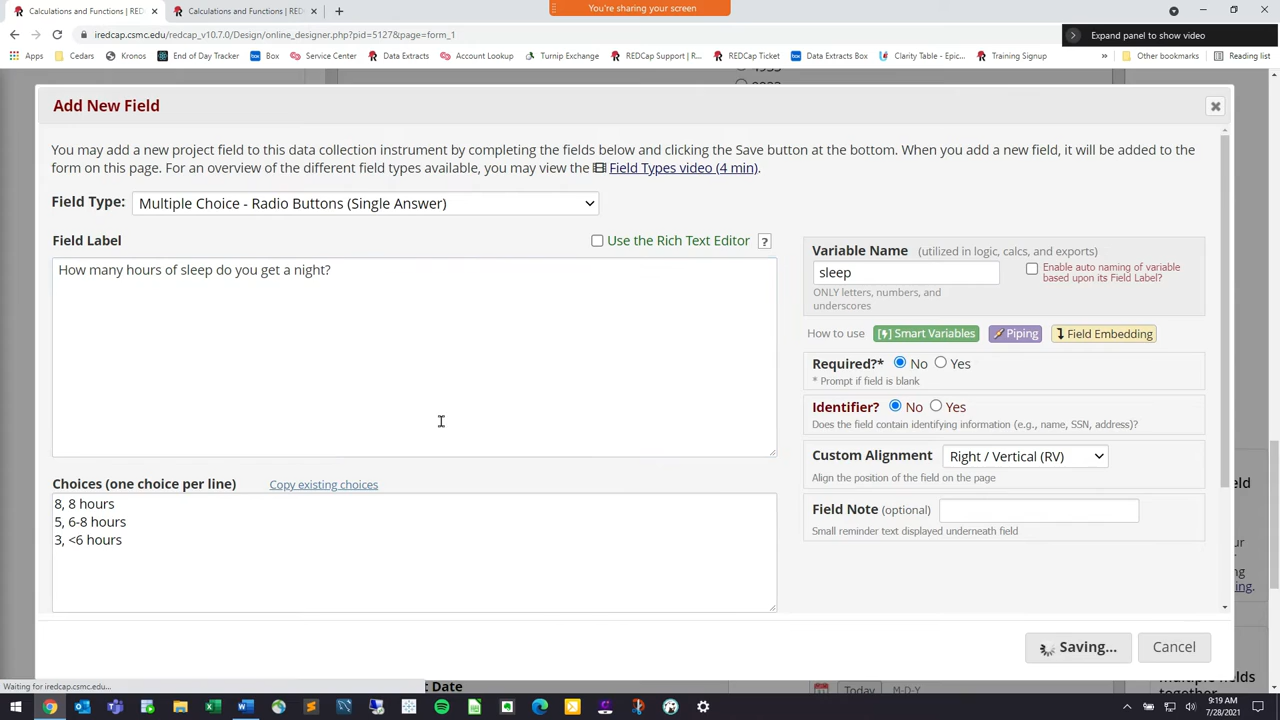 Calculations and Functions | REDC
Calculations and Functions | REDC
You're sharing your screen
iredcap.csmc.edu/redcap_v10.7.0/Design/online_designer.php?pid=5127&page=form_1
Expand panel to show video
Apps Cedars Kronos End of Day Tracker Box Service Center Data Extracts Account Lookup Turnip Exchange REDCap Support | R... REDCap Ticket Data Extracts Box Clarity Table - Epic... Training Signup » Other bookmarks Reading list
Add New Field
You may add a new project field to this data collection instrument by completing the fields below and clicking the Save button at the bottom. When you add a new field, it will be added to the
form on this page. For an overview of the different field types available, you may view the Field Types video (4 min).
Field Type: Multiple Choice - Radio Buttons (Single Answer)
Field Label Use the Rich Text Editor ?
How many hours of sleep do you get a night?
Variable Name (utilized in logic, calcs, and exports)
sleep
Enable auto naming of variable
based upon its Field Label?
ONLY letters, numbers, and
underscores
How to use Smart Variables Piping Field Embedding
Required?* No Yes
* Prompt if field is blank
Identifier? No Yes
Does the field contain identifying information (e.g., name, SSN, address)?
Custom Alignment Right / Vertical (RV)
Align the position of the field on the page
Choices (one choice per line) Copy existing choices
8, 8 hours
5, 6-8 hours
3, <6 hours
Field Note (optional)
Small reminder text displayed underneath field
Saving... Cancel
Waiting for iredcap.csmc.edu...
t Date
Today M-D-Y
9:19 AM
7/28/2021